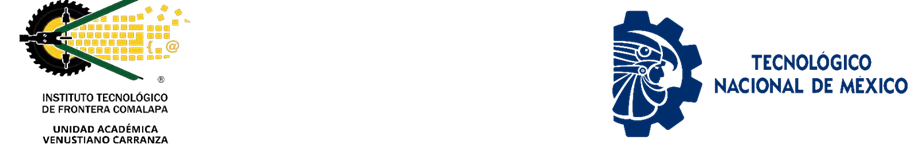 @
®
INSTITUTO TECNOLÓGICO
DE FRONTERA COMALAPA
UNIDAD ACADÉMICA
VENUSTIANO CARRANZA
TECNOLÓGICO
NACIONAL DE MÉXICO